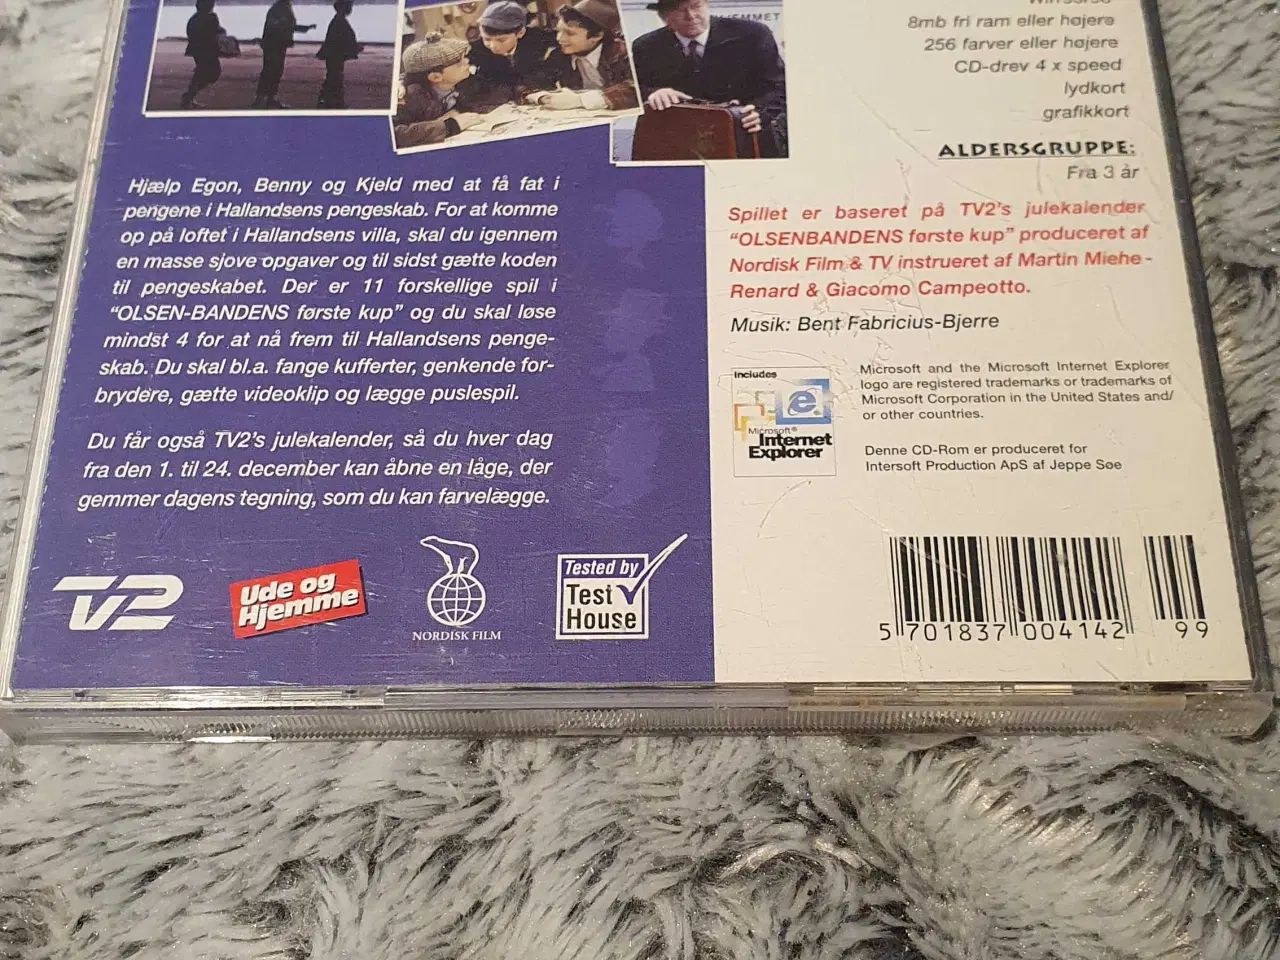 8mb fri ram eller højere
256 farver eller højere
CD-drev 4 x speed
lydkort
grafikkort
ALDERSGRUPPE:
Fra 3 år
Hjælp Egon, Benny og Kjeld med at få fat i
pengene i Hallandsens pengeskab. For at komme
op på loftet i Hallandsens villa, skal du igennem
en masse sjove opgaver og til sidst gætte koden
til pengeskabet. Der er 11 forskellige spil i
“OLSEN-BANDENS første kup” og du skal løse
mindst 4 for at nå frem til Hallandsens penge-
skab. Du skal bl.a. fange kufferter, genkende for-
brydere, gætte videoklip og lægge puslespil.
Du får også TV2's julekalender, så du hver dag
fra den 1. til 24. december kan åbne en låge, der
gemmer dagens tegning, som du kan farvelægge.
Spillet er baseret på TV2's julekalender
“OLSENBANDENS første kup” produceret af
Nordisk Film & TV instrueret af Martin Miehe-
Renard & Giacomo Campeotto.
Musik: Bent Fabricius-Bjerre
Includes
Microsoft®
Internet
Explorer
Microsoft and the Microsoft Internet Explorer
logo are registered trademarks or trademarks of
Microsoft Corporation in the United States and/
or other countries.
Denne CD-Rom er produceret for
Intersoft Production ApS af Jeppe Søe
TV2
Ude og
Hjemme
NORDISK FILM
Tested by
Test
House
5 701837 004142 99